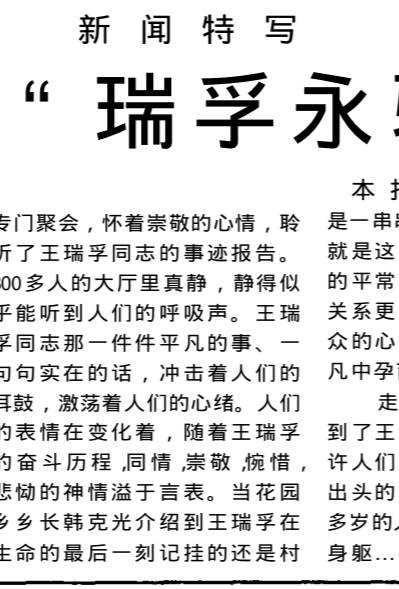 新闻特写
“瑞孚永
专门聚会，怀着崇敬的心情，聆
听了王瑞孚同志的事迹报告。
800多人的大厅里真静，静得似
乎能听到人们的呼吸声。王瑞
孚同志那一件件平凡的事、一
句句实在的话，冲击着人们的
耳鼓，激荡着人们的心绪。人们
的表情在变化着，随着王瑞孚
的奋斗历程,同情,崇敬,惋惜，
悲恸的神情溢于言表。当花园
乡乡长韩克光介绍到王瑞孚在
生命的最后一刻记挂的还是村
本报
是一串串
就是这
的平常
关系更
众的心
凡中孕育
走
到了王
许人们
出头的
多岁的人
身躯…